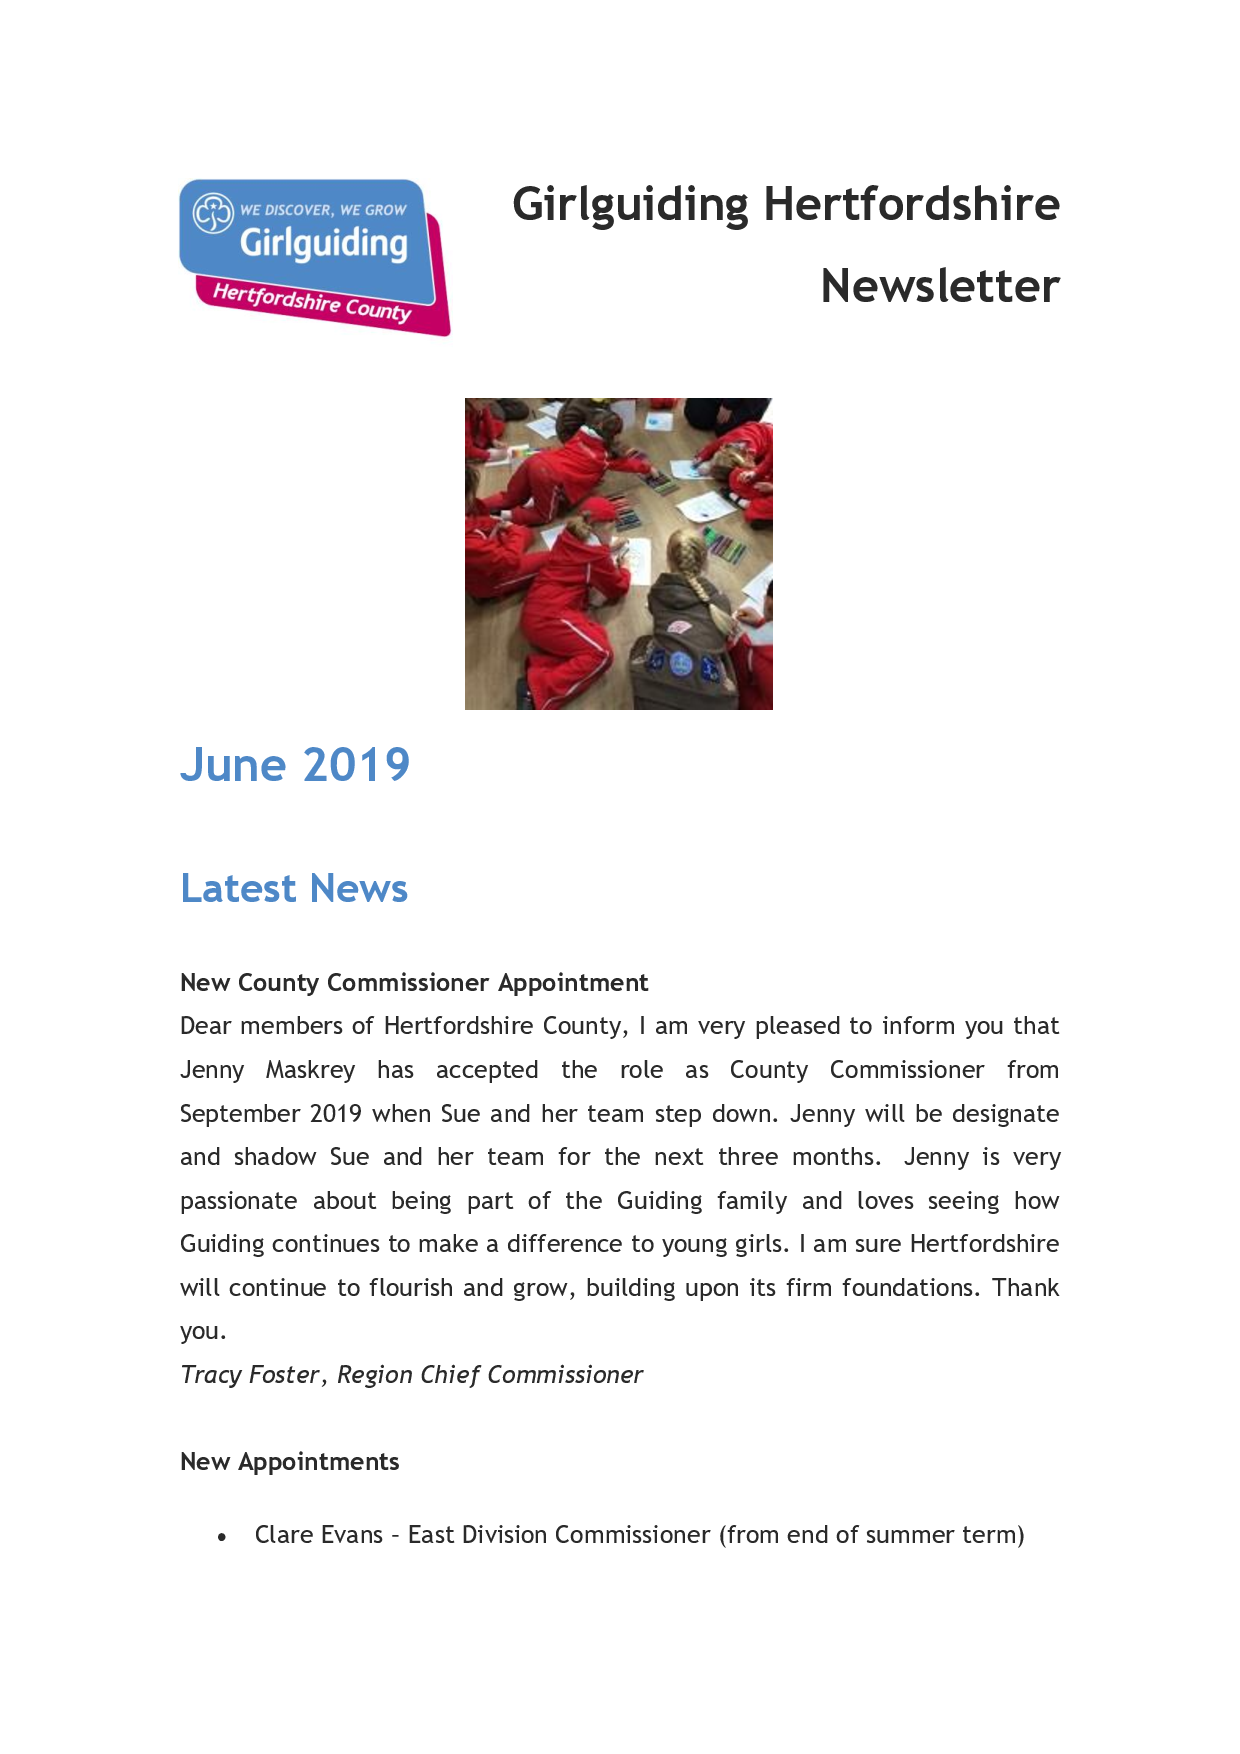 WE DISCOVER, WE GROW
Girlguiding
Hertfordshire County
Girlguiding Hertfordshire
Newsletter
June 2019
Latest News
New County Commissioner Appointment
Dear members of Hertfordshire County, I am very pleased to inform you that
Jenny Maskrey has accepted the role as County Commissioner from
September 2019 when Sue and her team step down. Jenny will be designate
and shadow Sue and her team for the next three months. Jenny is very
passionate about being part of the Guiding family and loves seeing how
Guiding continues to make a difference to young girls. I am sure Hertfordshire
will continue to flourish and grow, building upon its firm foundations. Thank
you.
Tracy Foster, Region Chief Commissioner
New Appointments
• Clare Evans – East Division Commissioner (from end of summer term)